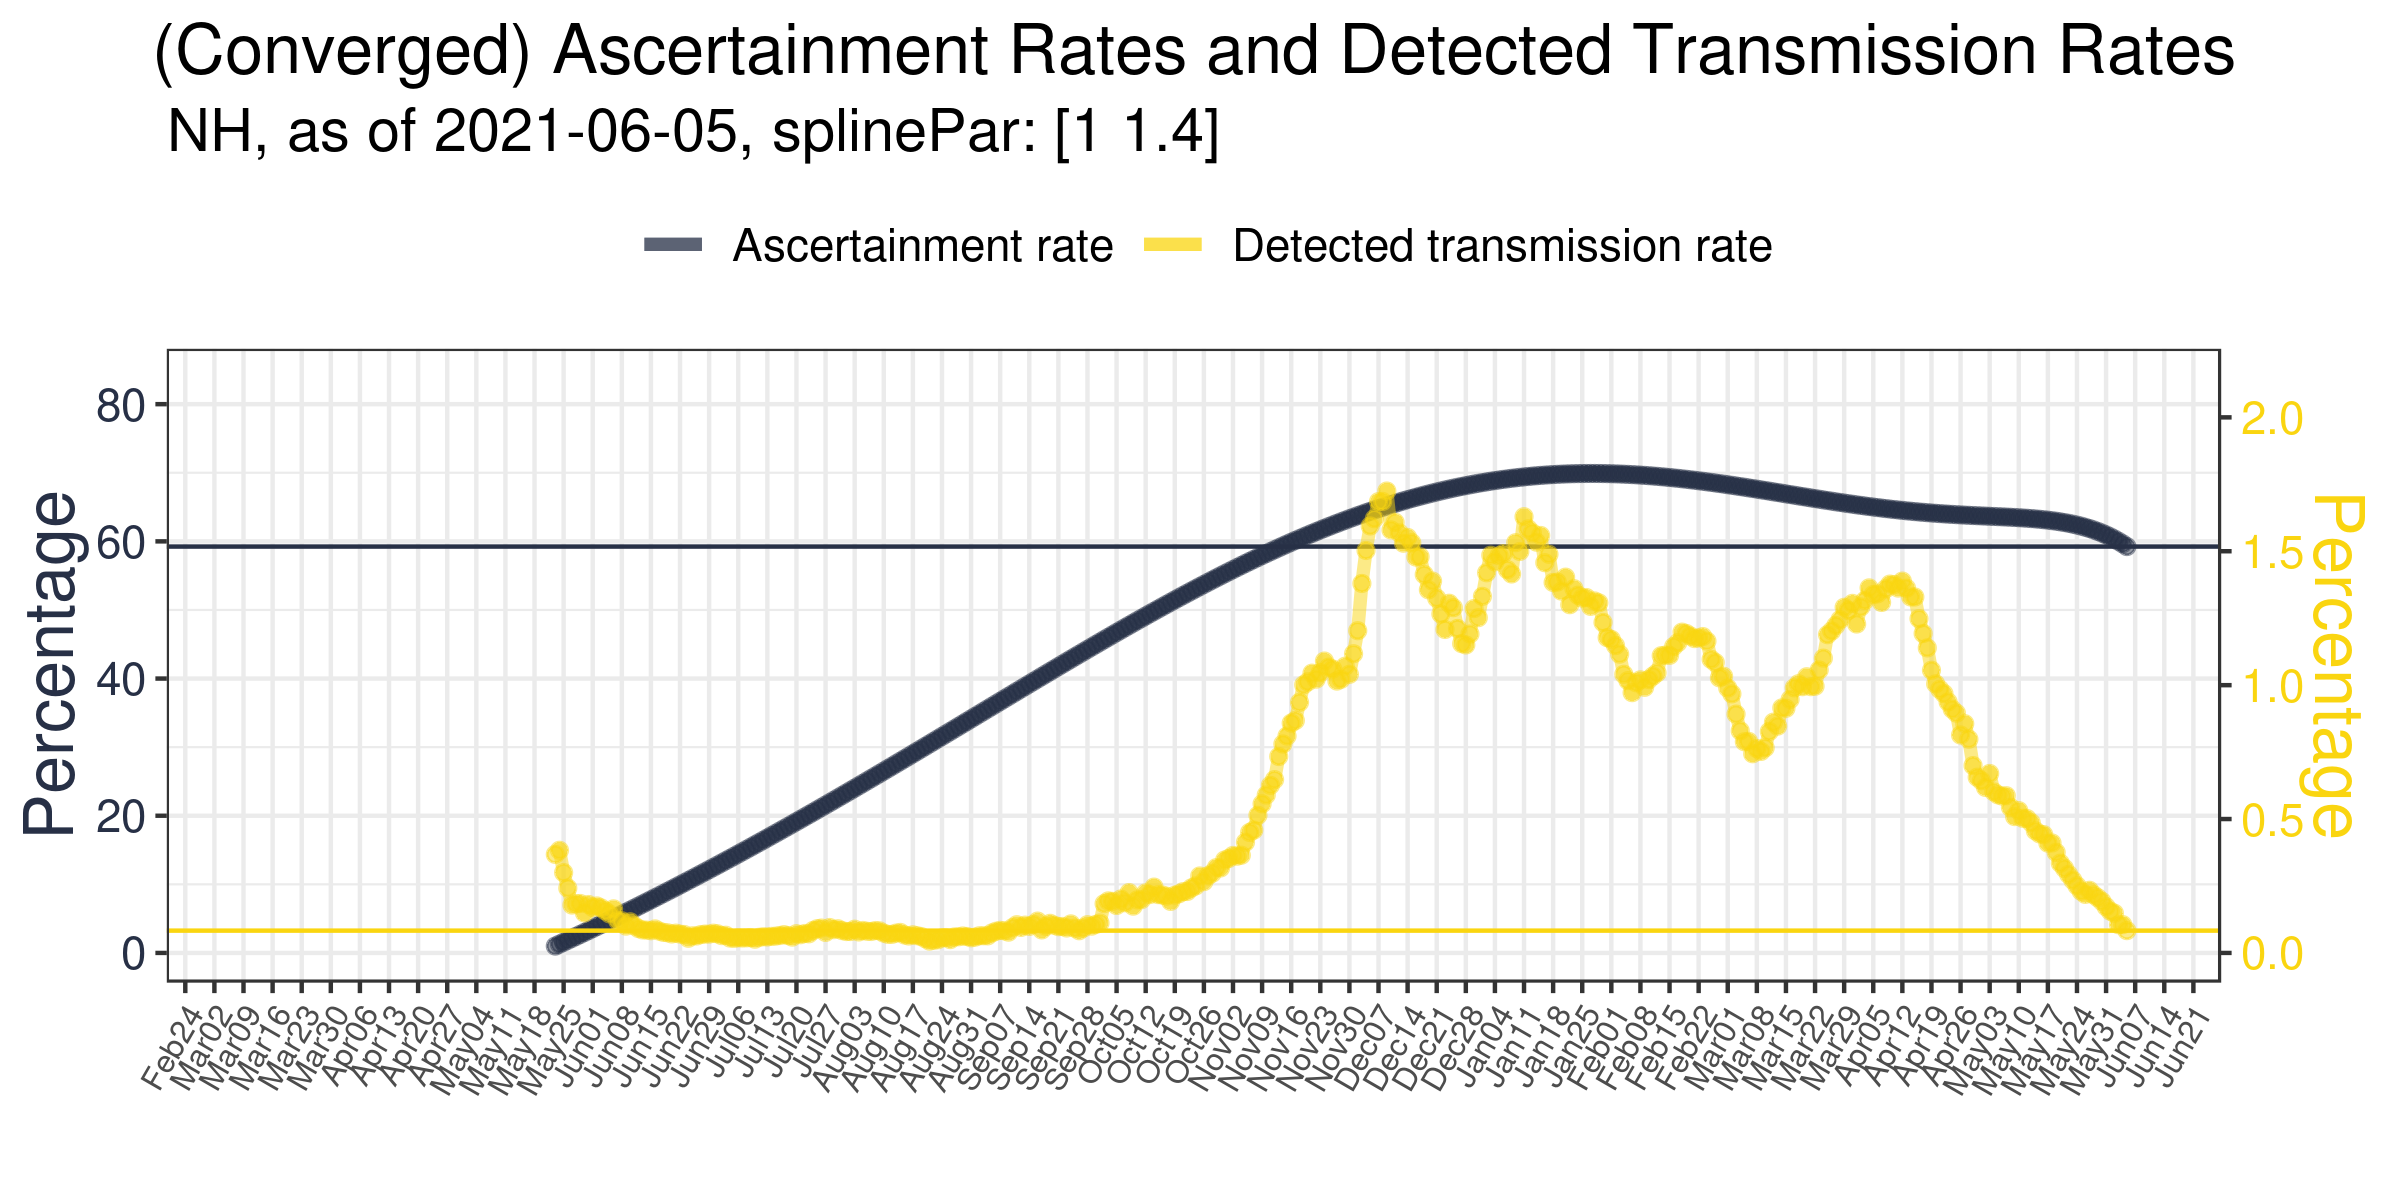 (Converged) Ascertainment Rates and Detected Transmission Rates
NH, as of 2021-06-05, splinePar: [1 1.4]
Ascertainment rate
Detected transmission rate
Percentage
80
60
40
20
0
2.0
1.5
1.0
0.5
0.0
Percentage
Feb24
Mar02
Mar09
Mar16
Mar23
Mar30
Apr06
Apr13
Apr20
Apr27
May04
May11
May18
May25
Jun01
Jun08
Jun15
Jun22
Jun29
Jul06
Jul13
Jul20
Jul27
Aug03
Aug10
Aug17
Aug24
Aug31
Sep07
Sep14
Sep21
Sep28
Oct05
Oct12
Oct19
Oct26
Nov02
Nov09
Nov16
Nov23
Nov30
Dec07
Dec14
Dec21
Dec28
Jan04
Jan11
Jan18
Jan25
Feb01
Feb08
Feb15
Feb22
Mar01
Mar08
Mar15
Mar22
Mar29
Apr05
Apr12
Apr19
Apr26
May03
May10
May17
May24
May31
Jun07
Jun14
Jun21